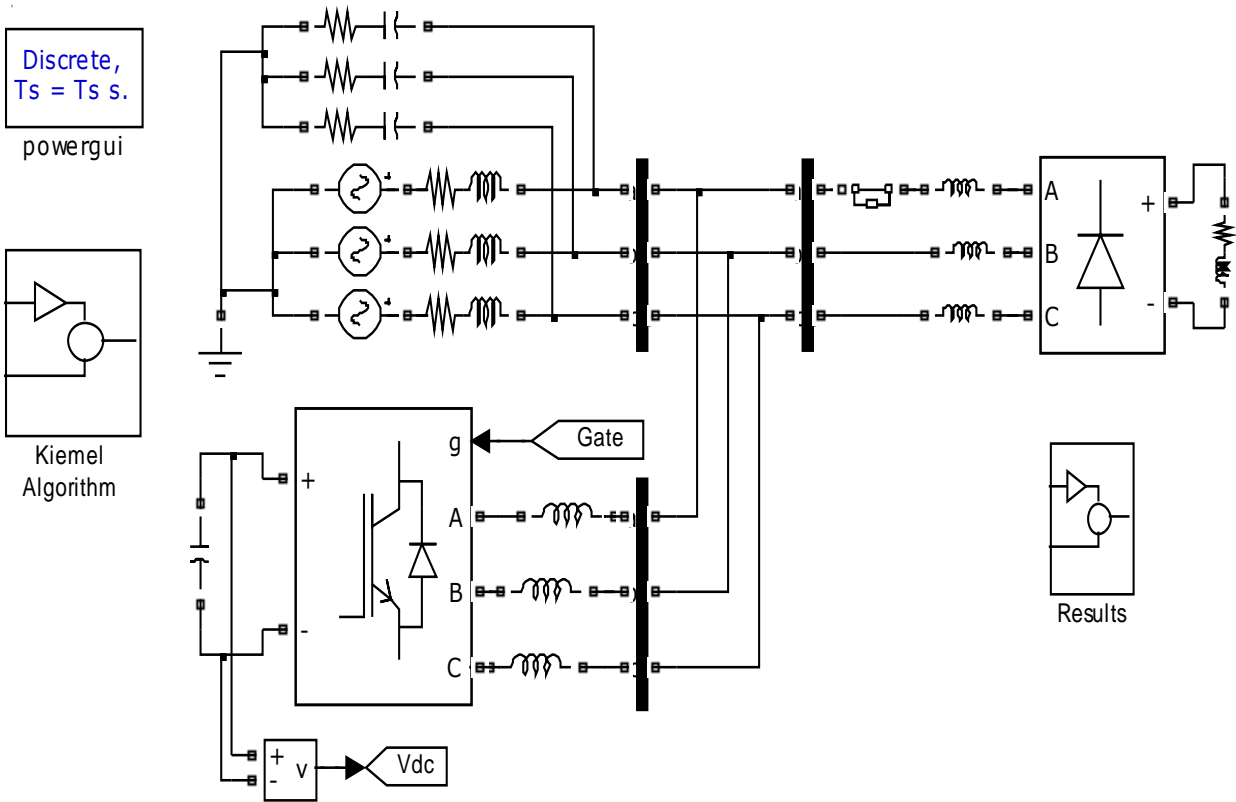 Discrete,
Ts = Ts s.
powergui
Kiemel
Algorithm
A
B
C
+
-
g
Gate
+
-
A
B
C
+
-
v
Vdc
Results